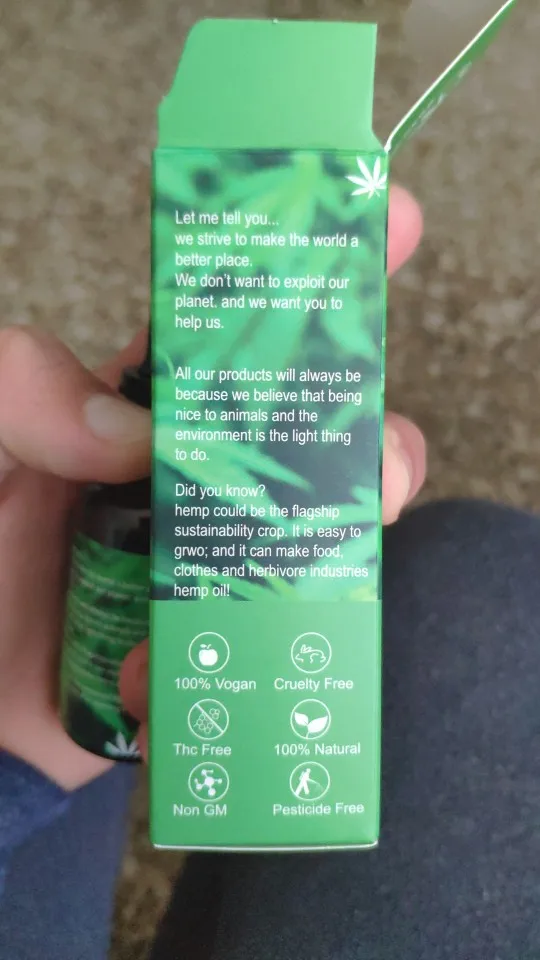 Let me tell you...
we strive to make the world a
better place.
We don't want to exploit our
planet. and we want you to
help us.
All our products will always be
because we believe that being
nice to animals and the
environment is the light thing
to do.
Did you know?
hemp could be the flagship
sustainability crop. It is easy to
grwo; and it can make food,
clothes and herbivore industries
hemp oil!
100% Vogan
Cruelty Free
Thc Free
100% Natural
Non GM
Pesticide Free